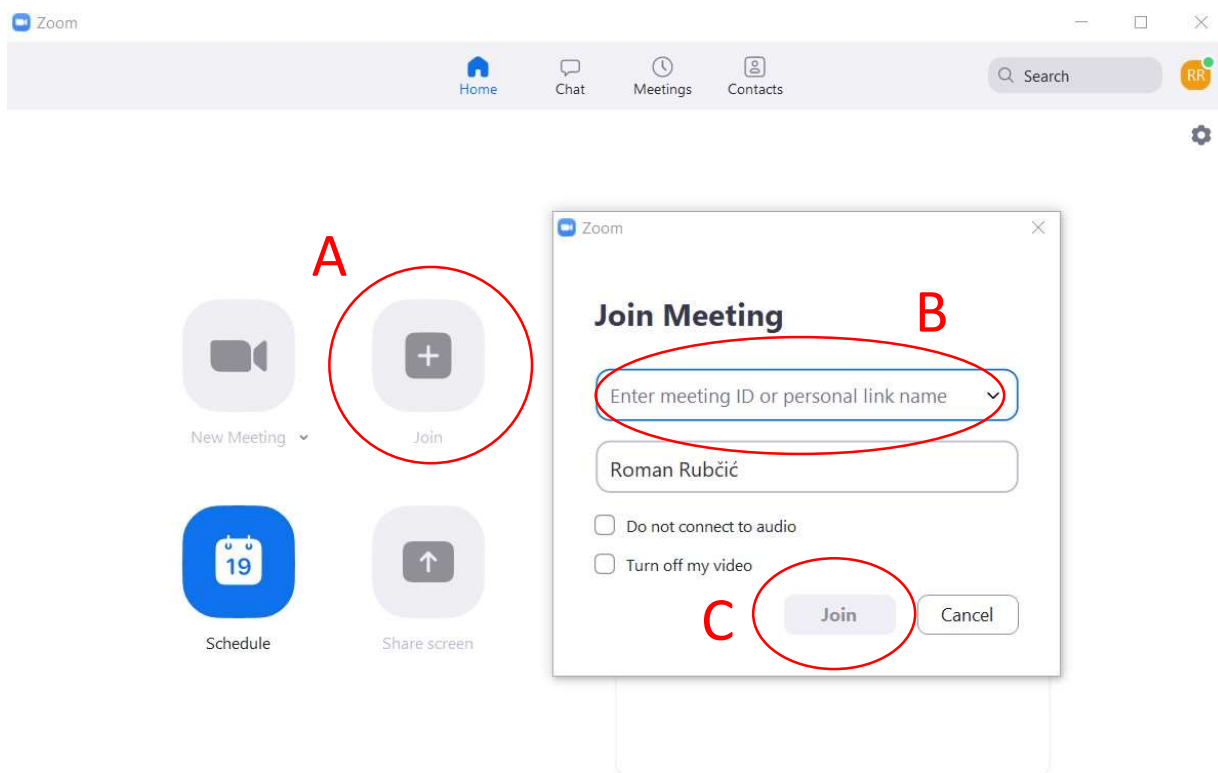 Zoom
Home
Chat
Meetings
Contacts
Search
RR
A
New Meeting
Join
19
Schedule
Share screen
Zoom
Join Meeting
B
Enter meeting ID or personal link name
Roman Rubčić
Do not connect to audio
Turn off my video
C
Join
Cancel